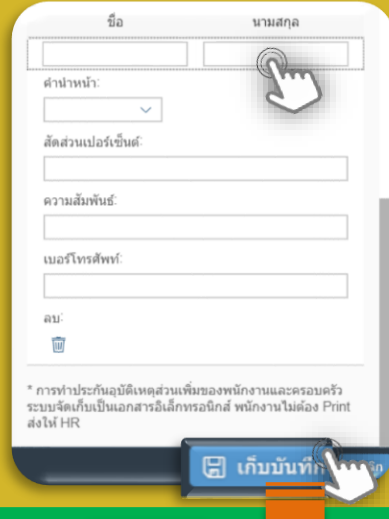 ชื่อ นามสกุล
คำนำหน้า:
สัดส่วนเปอร์เซ็นต์:
ความสัมพันธ์:
เบอร์โทรศัพท์:
ลบ:
* การทำประกันอุบัติเหตุส่วนเพิ่มของพนักงานและครอบครัว
ระบบจัดเก็บเป็นเอกสารอิเล็กทรอนิกส์ พนักงานไม่ต้อง Print
ส่งให้ HR
เก็บบันทึก